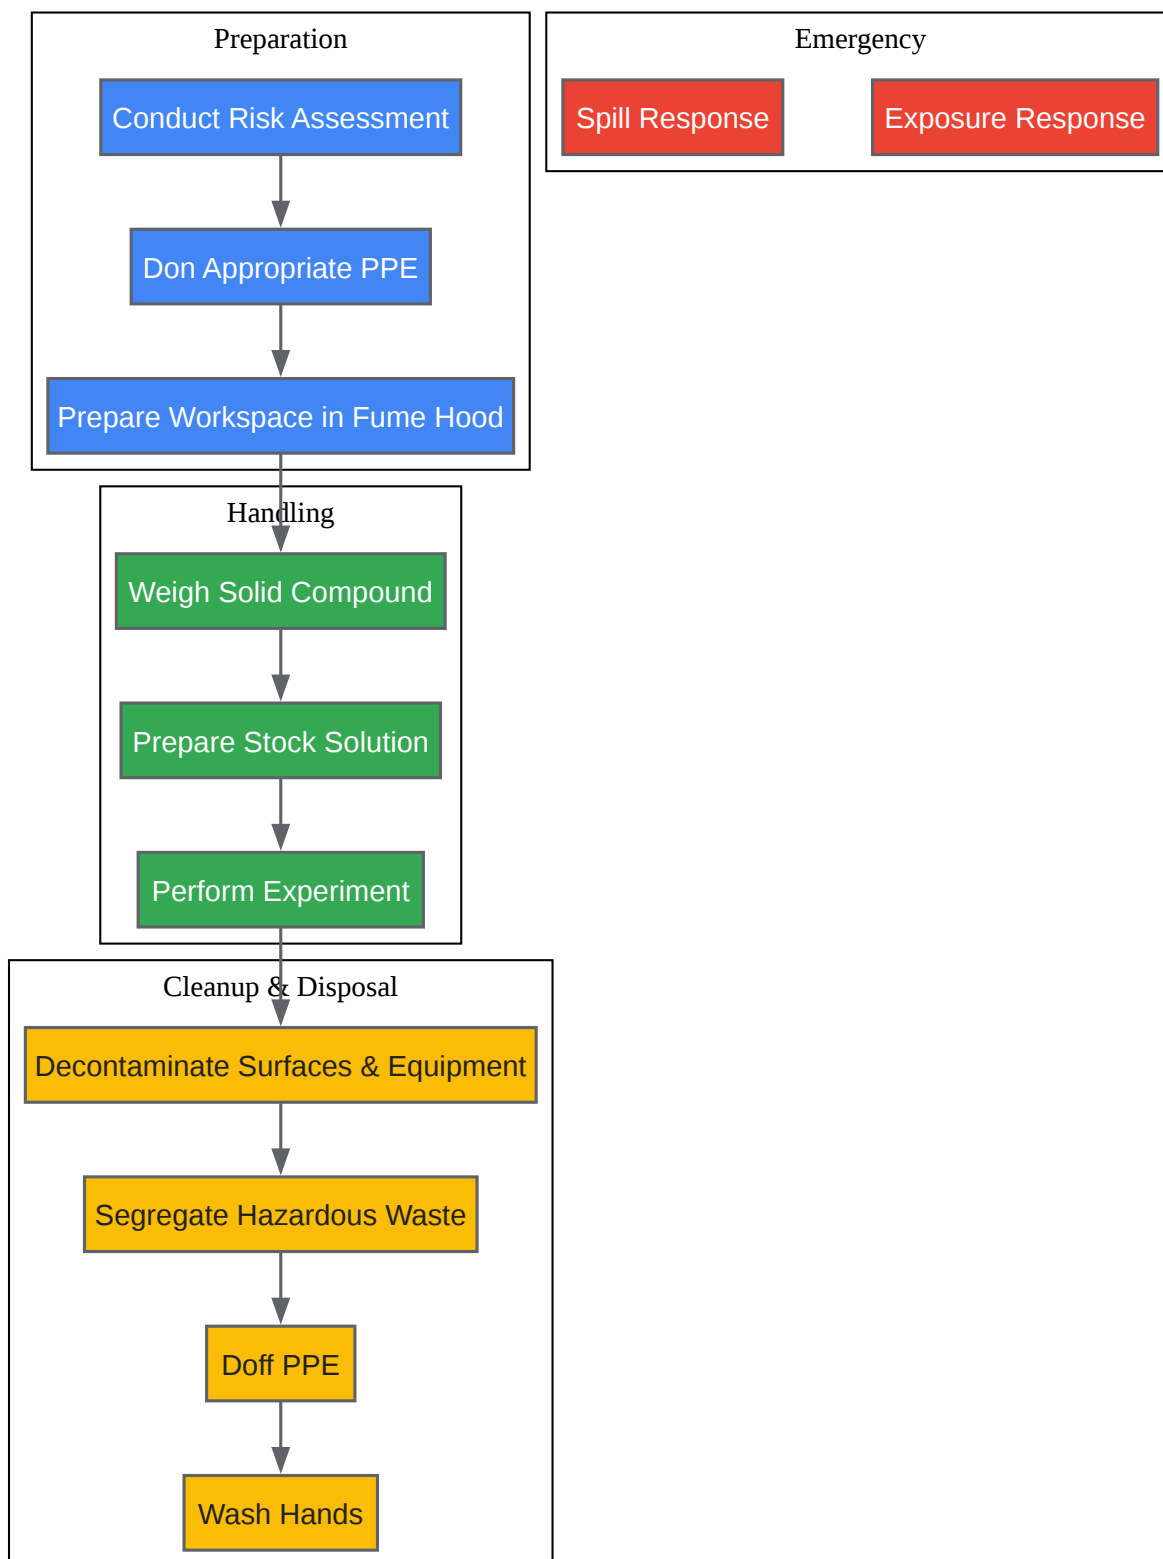 Preparation
Conduct Risk Assessment
Don Appropriate PPE
Prepare Workspace in Fume Hood
Handling
Weigh Solid Compound
Prepare Stock Solution
Perform Experiment
Cleanup & Disposal
Decontaminate Surfaces & Equipment
Segregate Hazardous Waste
Doff PPE
Wash Hands
Emergency
Spill Response
Exposure Response